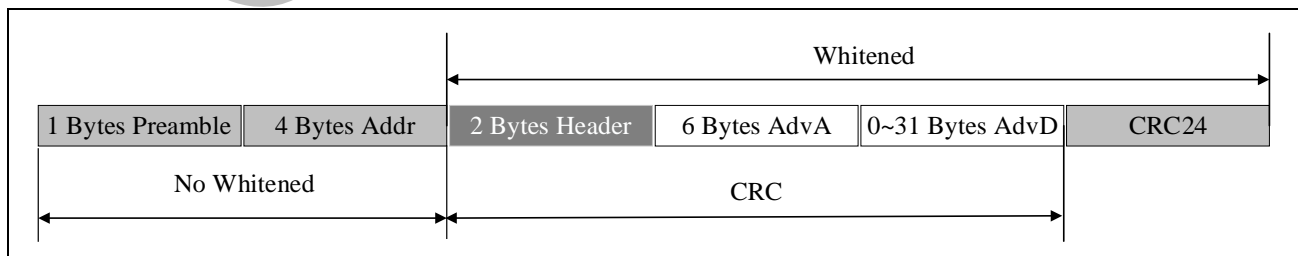 Whitened
1 Bytes Preamble 4 Bytes Addr 2 Bytes Header 6 Bytes AdvA 0~31 Bytes AdvD CRC24
No Whitened
CRC